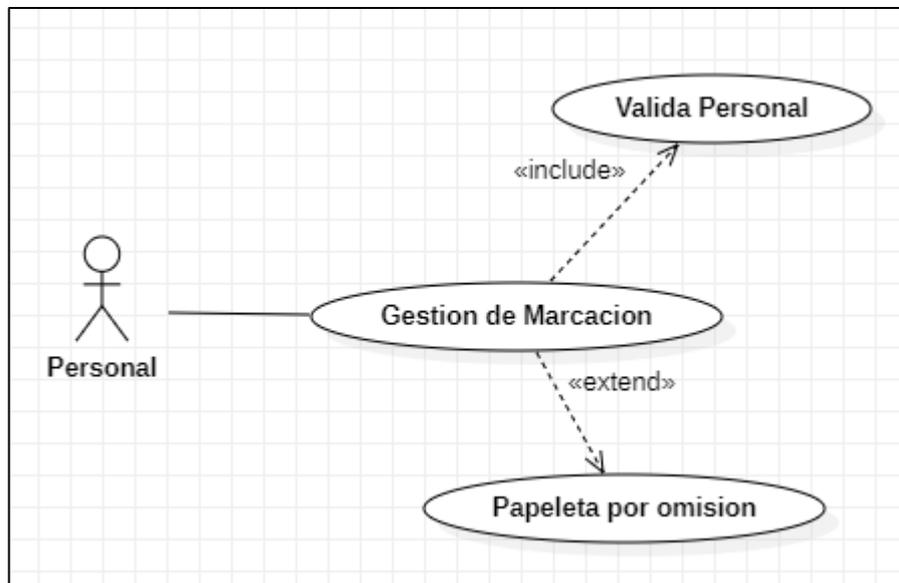 Valida Personal
«include»
Gestion de Marcacion
Personal
«extend»
Papeleta por omision